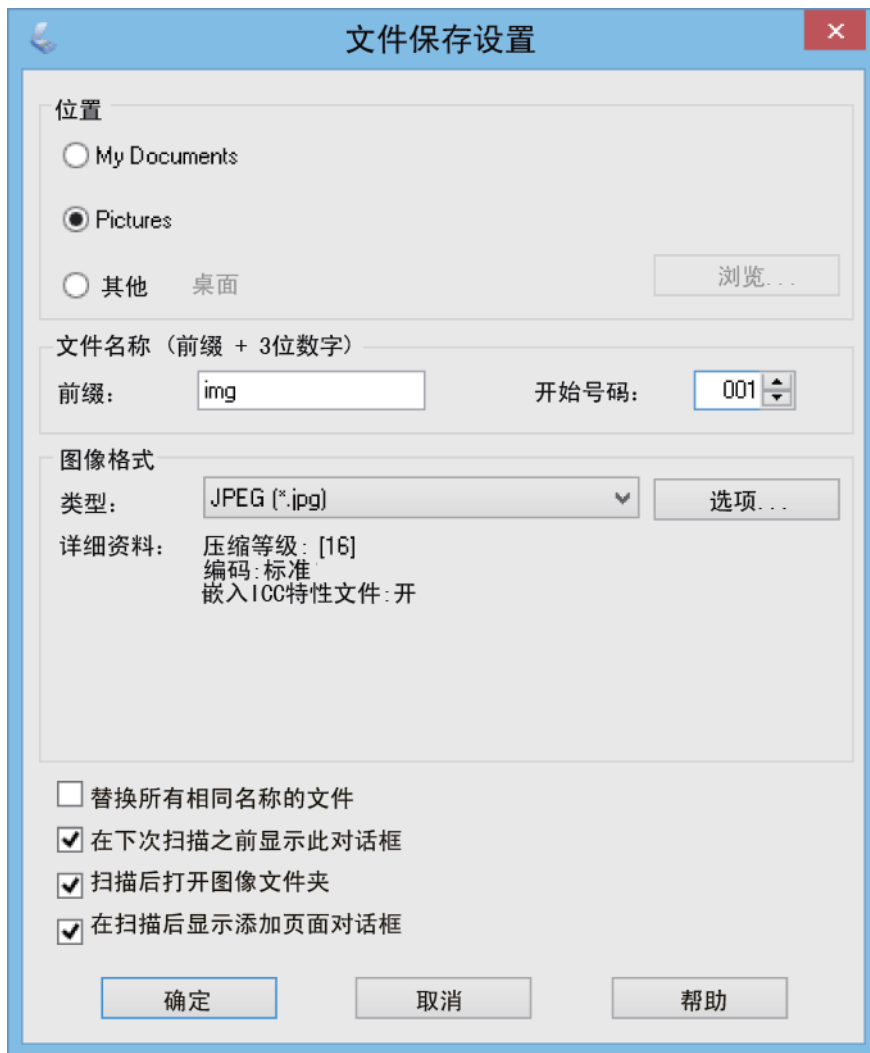 文件保存设置
位置
My Documents
Pictures
其他 桌面 浏览...
文件名称 (前缀 + 3位数字)
前缀: img 开始号码: 001
图像格式
类型: JPEG (*.jpg) 选项...
详细资料: 压缩等级: [16]
编码:标准
嵌入ICC特性文件:开
替换所有相同名称的文件
在下次扫描之前显示此对话框
扫描后打开图像文件夹
在扫描后显示添加页面对话框
确定 取消 帮助